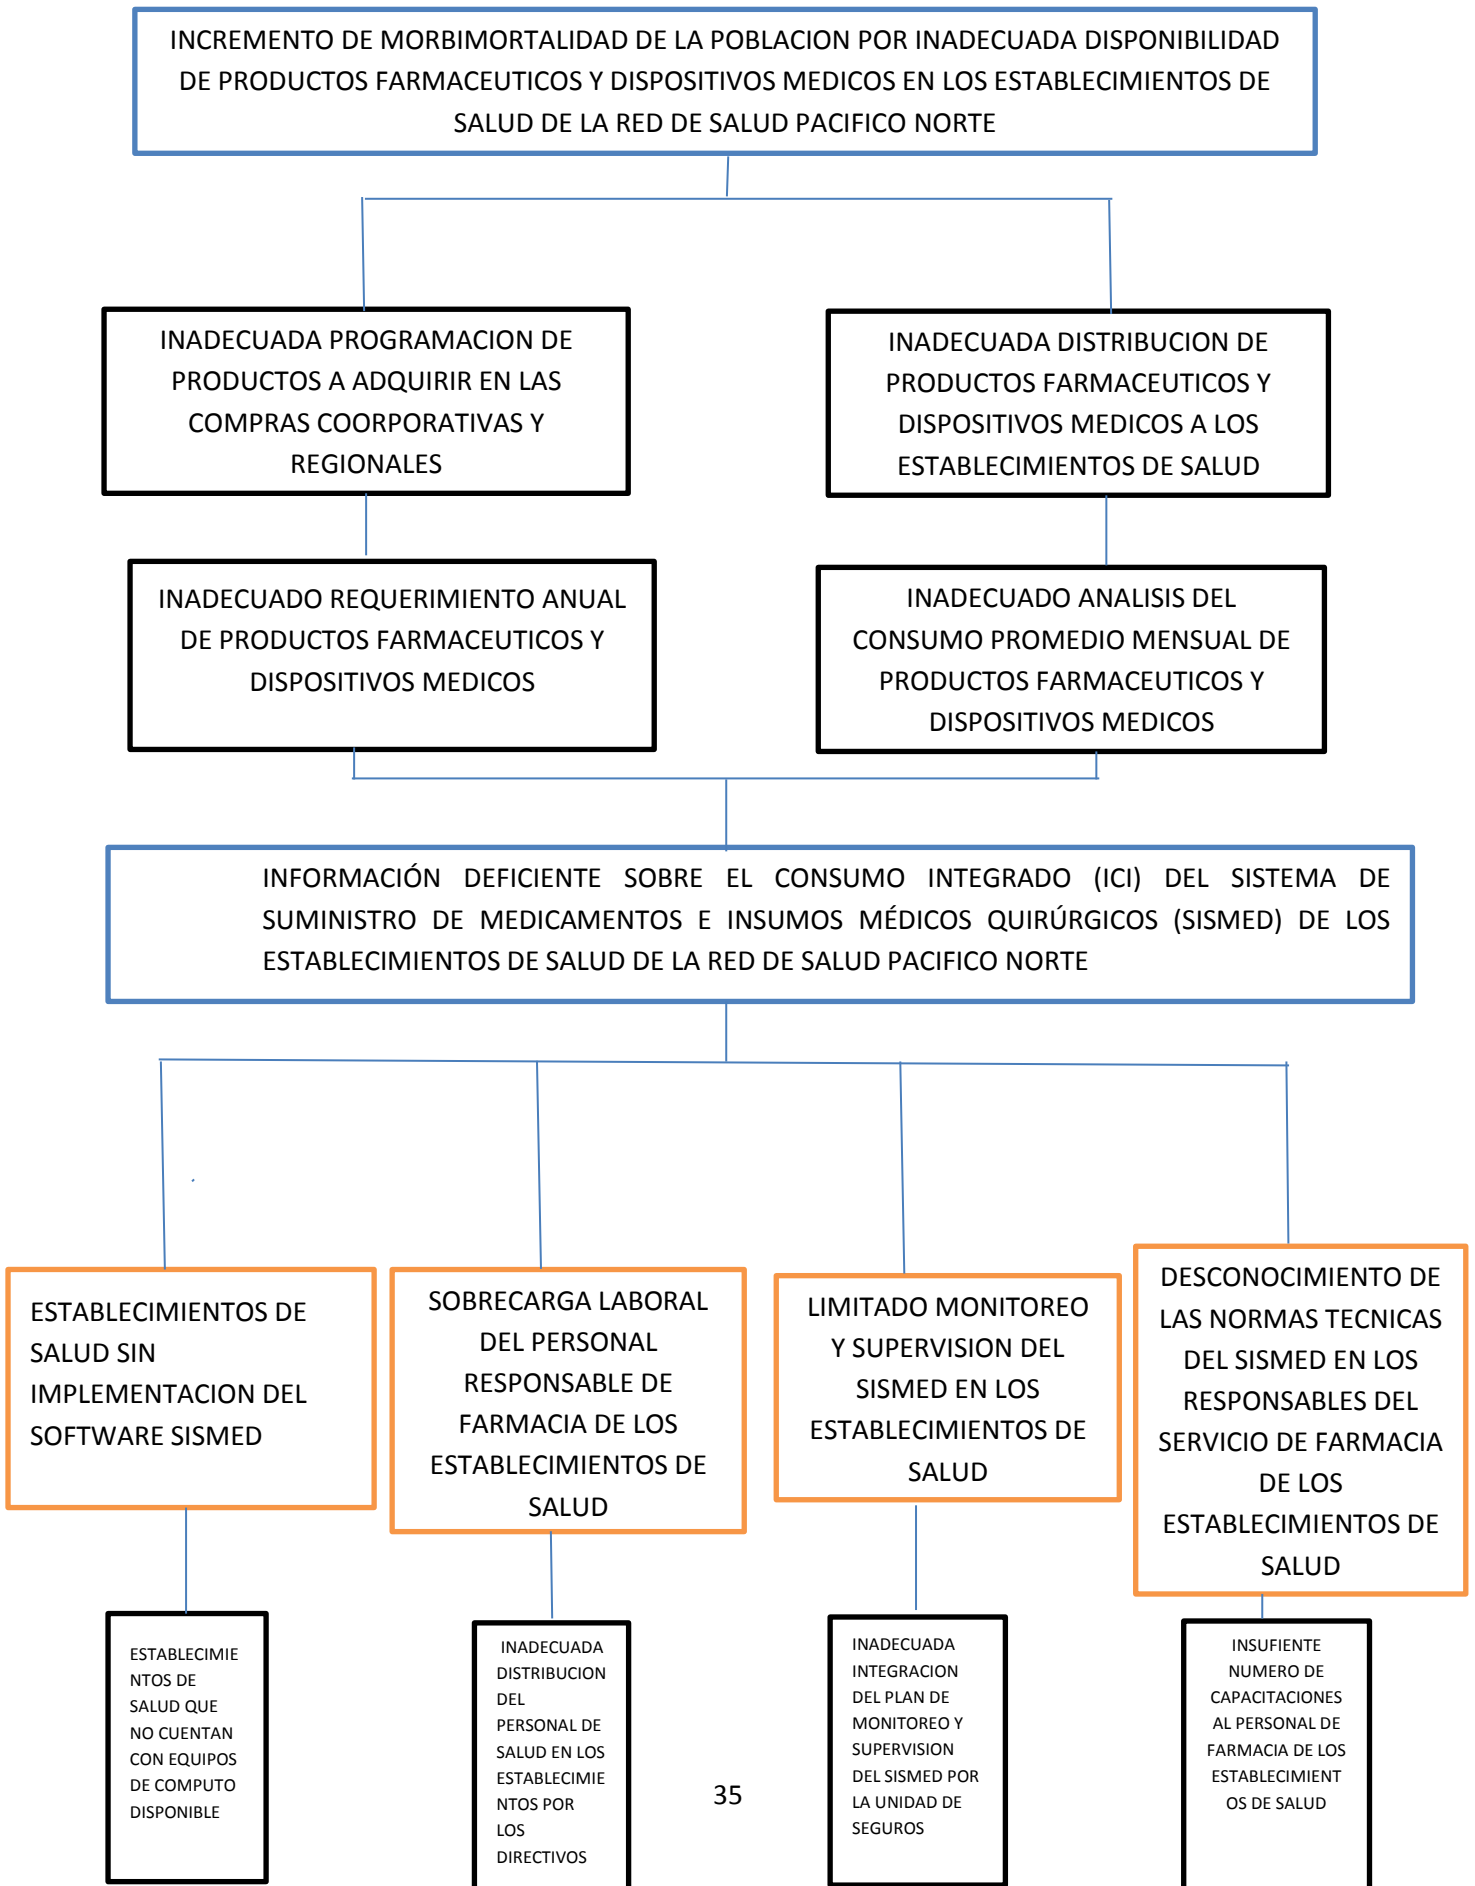 INCREMENTO DE MORBIMORTALIDAD DE LA POBLACION POR INADECUADA DISPONIBILIDAD
DE PRODUCTOS FARMACEUTICOS Y DISPOSITIVOS MEDICOS EN LOS ESTABLECIMIENTOS DE
SALUD DE LA RED DE SALUD PACIFICO NORTE
INADECUADA PROGRAMACION DE
PRODUCTOS A ADQUIRIR EN LAS
COMPRAS COORPORATIVAS Y
REGIONALES
INADECUADA DISTRIBUCION DE
PRODUCTOS FARMACEUTICOS Y
DISPOSITIVOS MEDICOS A LOS
ESTABLECIMIENTOS DE SALUD
INADECUADO REQUERIMIENTO ANUAL
DE PRODUCTOS FARMACEUTICOS Y
DISPOSITIVOS MEDICOS
INADECUADO ANALISIS DEL
CONSUMO PROMEDIO MENSUAL DE
PRODUCTOS FARMACEUTICOS Y
DISPOSITIVOS MEDICOS
INFORMACIÓN DEFICIENTE SOBRE EL CONSUMO INTEGRADO (ICI) DEL SISTEMA DE
SUMINISTRO DE MEDICAMENTOS E INSUMOS MÉDICOS QUIRÚRGICOS (SISMED) DE LOS
ESTABLECIMIENTOS DE SALUD DE LA RED DE SALUD PACIFICO NORTE
ESTABLECIMIENTOS DE
SALUD SIN
IMPLEMENTACION DEL
SOFTWARE SISMED
SOBRECARGA LABORAL
DEL PERSONAL
RESPONSABLE DE
FARMACIA DE LOS
ESTABLECIMIENTOS DE
SALUD
LIMITADO MONITOREO
Y SUPERVISION DEL
SISMED EN LOS
ESTABLECIMIENTOS DE
SALUD
DESCONOCIMIENTO DE
LAS NORMAS TECNICAS
DEL SISMED EN LOS
RESPONSABLES DEL
SERVICIO DE FARMACIA
DE LOS
ESTABLECIMIENTOS DE
SALUD
ESTABLECIMIE
NTOS DE
SALUD QUE
NO CUENTAN
CON EQUIPOS
DE COMPUTO
DISPONIBLE
INADECUADA
DISTRIBUCION
DEL
PERSONAL DE
SALUD EN LOS
ESTABLECIMIE
NTOS POR
LOS
DIRECTIVOS
INADECUADA
INTEGRACION
DEL PLAN DE
MONITOREO Y
SUPERVISION
DEL SISMED POR
LA UNIDAD DE
SEGUROS
INSUFIENTE
NUMERO DE
CAPACITACIONES
AL PERSONAL DE
FARMACIA DE LOS
ESTABLECIMIENT
OS DE SALUD
35